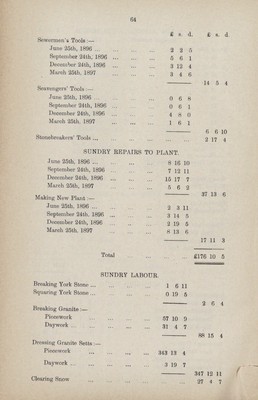 64
£ s. d. £ s. d.
Sewermen's Tools :—
June 25th, 1896 ... ... ... 2 2 5
September 24th, 1896 ... ... ... 5 6 1
December 24th, 1896 ... ... ... 3 12 4
March 25th, 1897 ... ... ... 3 4 6
14 5 4
Scavengers' Tools :—
June 25th, 1896 ... ... ... 0 6 8
September 24th, 1896 ... ... ... 0 6 1
December 24th, 1896 ... ... ... 4 8 0
March 25th, 1897 ... ... ... 1 6 1
6 6 10
Stonebreakers' Tools ... ... ... ... ... 2 17 4
SUNDRY REPAIRS TO PLANT.
June 25th, 1896 ... ... ... ... 8 16 10
September 24th, 1896 ... ... ... 7 12 11
December 24th, 1896 ... ... ... 15 17 7
March 25th, 1897 ... ... ... 5 6 2
37 13 6
Making New Plant :—
June 25th, 1896 ... ... ... ... 2 3 11
September 24th, 1896 ... ... ... 3 14 5
December 24th, 1896 ... ... ... 2 19 5
March 25th, 1897 ... ... ... 8 13 6
17 11 3
Total ... ... £176 10 5
SUNDRY LABOUR.
Breaking York Stone ... ... ... ... 1 6 11
Squaring York Stone ... ... ... ... 0 19 5
2 6 4
Breaking Granite :—
Piecework ... ... ... ... 57 10 9
Daywork ... ... ... ... 31 4 7
88 15 4
Dressing Granite Setts :—
Piecework ... ... ... ... 343 13 4
Daywork ... ... ... ... 3 19 7
347 12 11
Clearing Snow ... ... ... ... ... 27 4 7